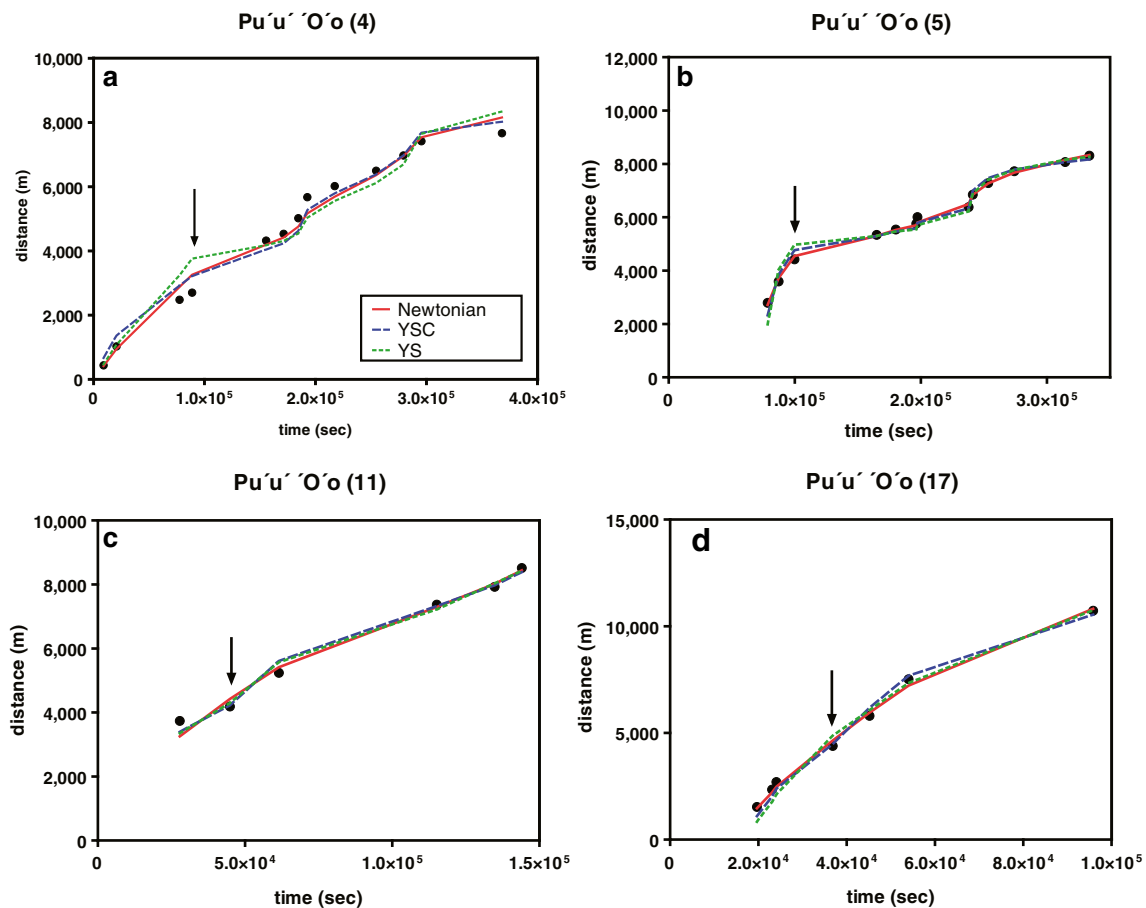 Pu´u´ ´O´o (4)
a
10,000
8,000
6,000
4,000
2,000
0
distance (m)
Newtonian
YSC
YS
0 1.0×10⁵ 2.0×10⁵ 3.0×10⁵ 4.0×10⁵
time (sec)
Pu´u´ ´O´o (5)
b
12,000
10,000
8,000
6,000
4,000
2,000
0
distance (m)
0 1.0×10⁵ 2.0×10⁵ 3.0×10⁵
time (sec)
Pu´u´ ´O´o (11)
c
10,000
8,000
6,000
4,000
2,000
0
distance (m)
0 5.0×10⁴ 1.0×10⁵ 1.5×10⁵
time (sec)
Pu´u´ ´O´o (17)
d
15,000
10,000
5,000
0
distance (m)
0 2.0×10⁴ 4.0×10⁴ 6.0×10⁴ 8.0×10⁴ 1.0×10⁵
time (sec)